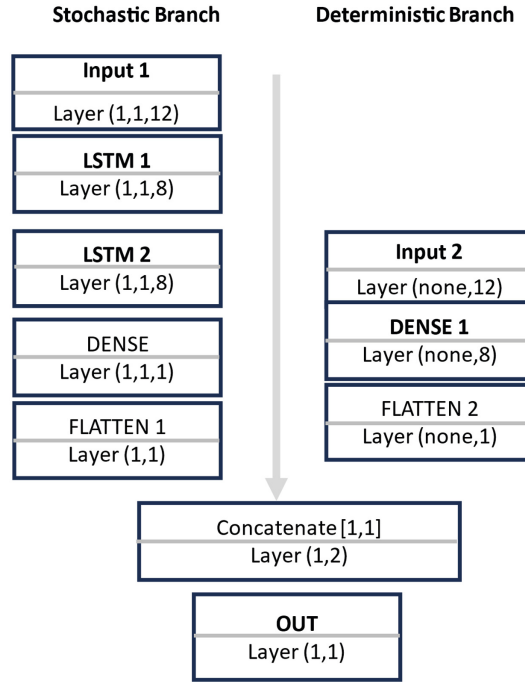 Stochastic Branch
Deterministic Branch
Input 1
Layer (1,1,12)
LSTM 1
Layer (1,1,8)
LSTM 2
Layer (1,1,8)
DENSE
Layer (1,1,1)
FLATTEN 1
Layer (1,1)
Input 2
Layer (none,12)
DENSE 1
Layer (none,8)
FLATTEN 2
Layer (none,1)
Concatenate [1,1]
Layer (1,2)
OUT
Layer (1,1)